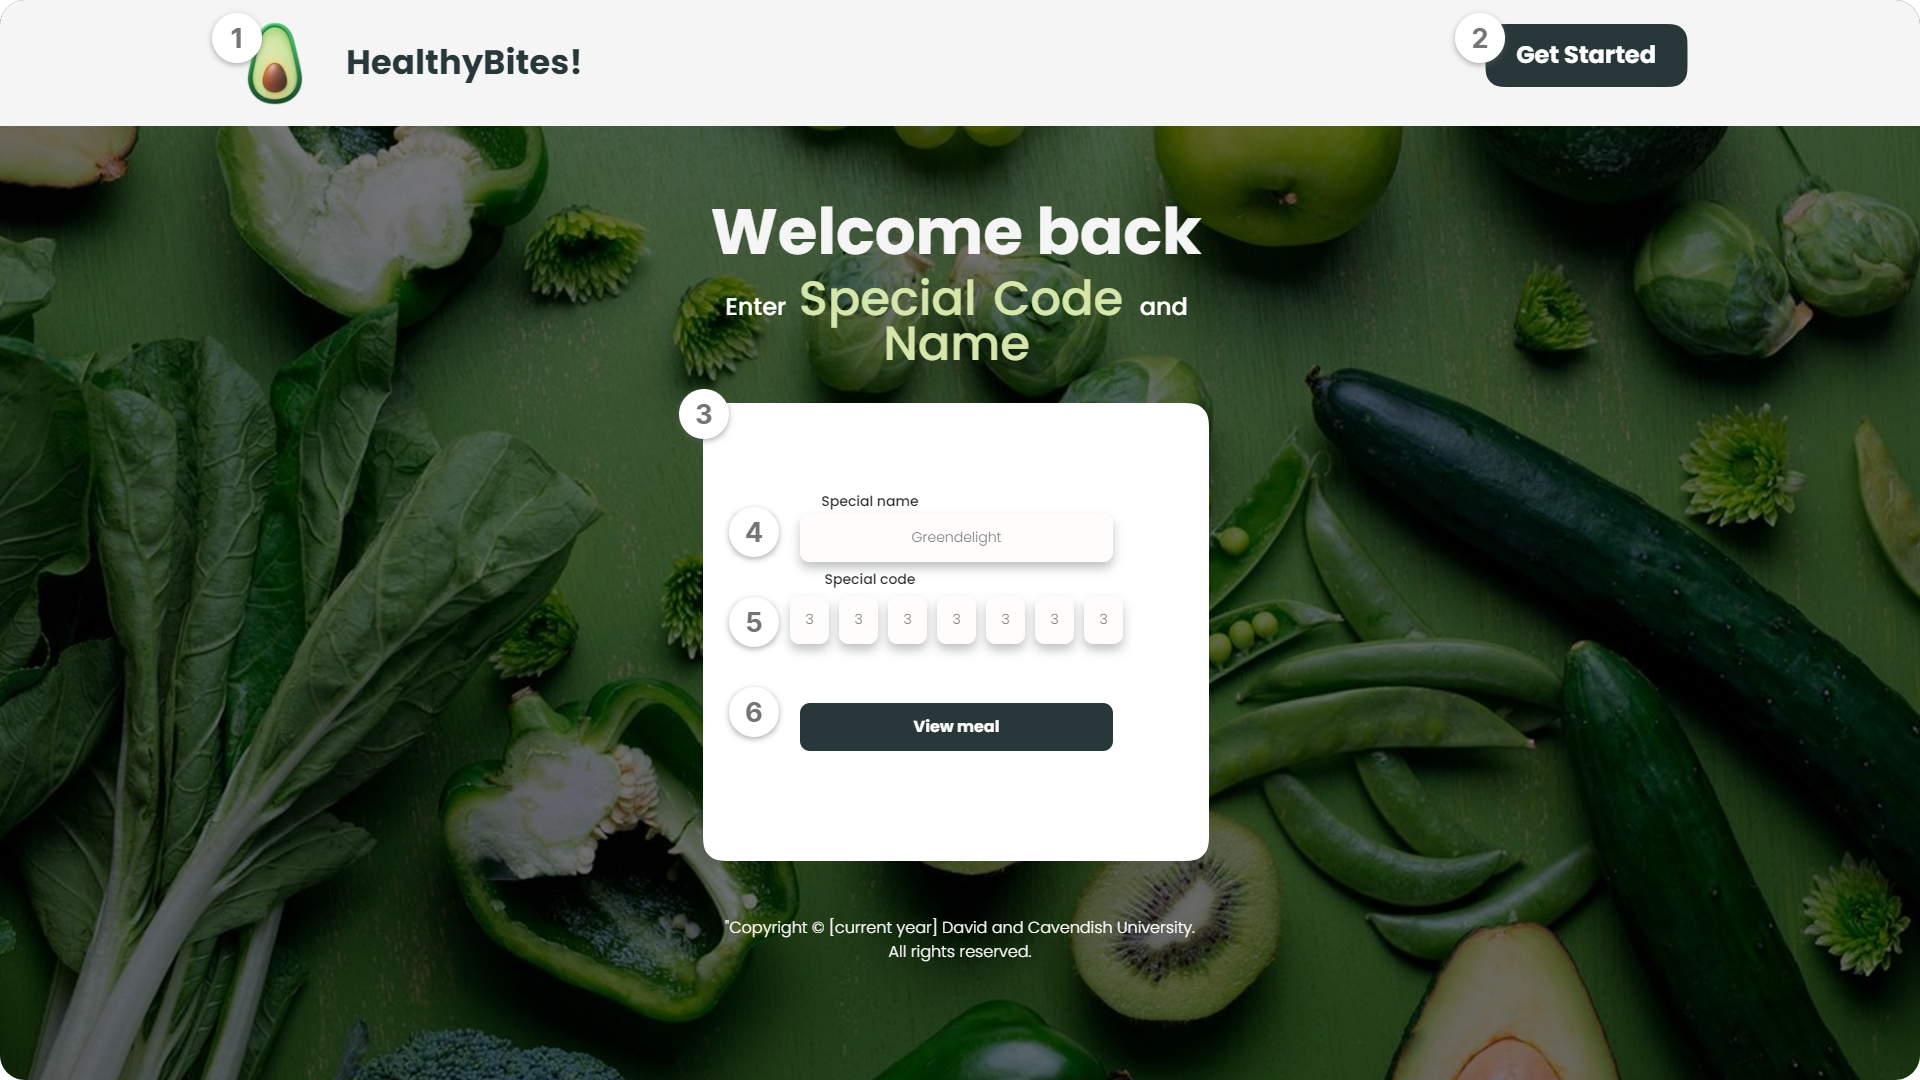 1
HealthyBites!
2
Get Started
Welcome back
Enter Special Code and
Name
3
Special name
4
Greendelight
Special code
5
3 3 3 3 3 3 3
6
View meal
"Copyright © [current year] David and Cavendish University.
All rights reserved.